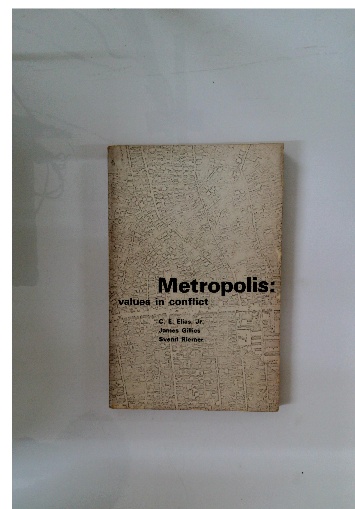 Metropolis:
values in conflict
C. E. Elias, Jr.
James Gillies
Svend Riemer